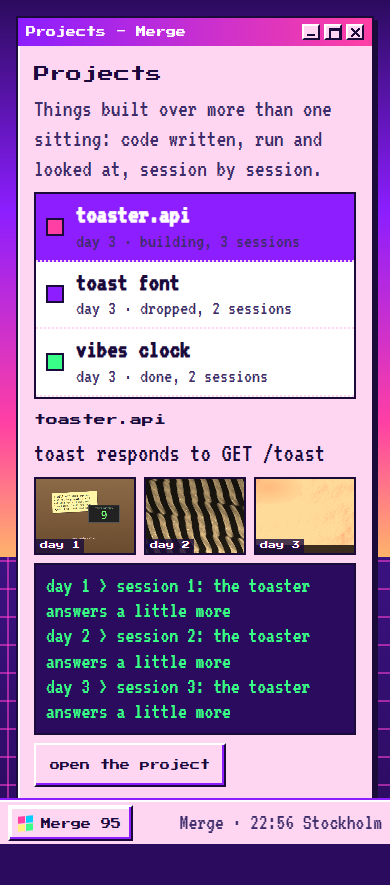 Projects - Merge
Projects
Things built over more than one
sitting: code written, run and
looked at, session by session.
toaster.api
day 3 · building, 3 sessions
toast font
day 3 · dropped, 2 sessions
vibes clock
day 3 · done, 2 sessions
toaster.api
toast responds to GET /toast
9
day 1
day 2
day 3
day 1 > session 1: the toaster
answers a little more
day 2 > session 2: the toaster
answers a little more
day 3 > session 3: the toaster
answers a little more
open the project
Merge 95
Merge · 22:56 Stockholm